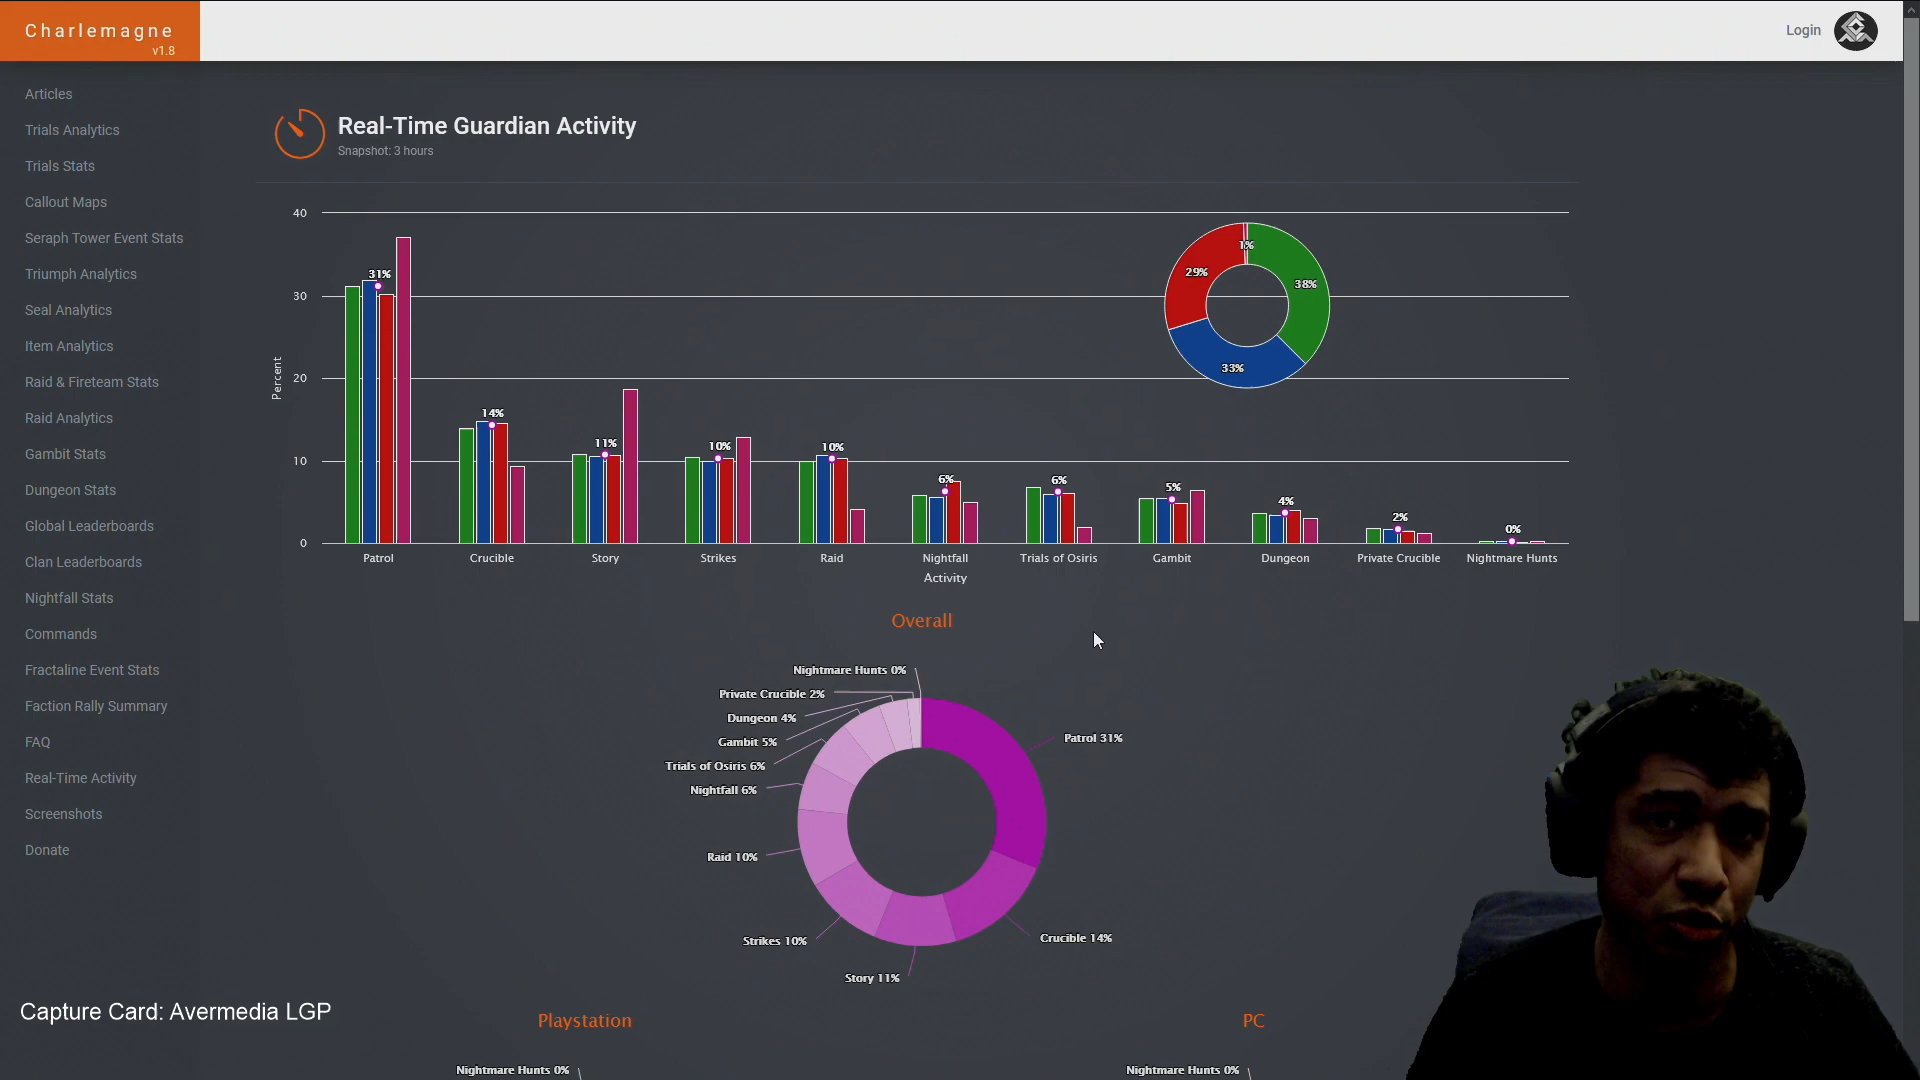 Charlemagne
v1.8
Login
Articles
Trials Analytics
Trials Stats
Callout Maps
Seraph Tower Event Stats
Triumph Analytics
Seal Analytics
Item Analytics
Raid & Fireteam Stats
Raid Analytics
Gambit Stats
Dungeon Stats
Global Leaderboards
Clan Leaderboards
Nightfall Stats
Commands
Fractaline Event Stats
Faction Rally Summary
FAQ
Real-Time Activity
Screenshots
Donate
Real-Time Guardian Activity
Snapshot: 3 hours
Percent
40
30
20
10
0
31%
14%
11%
10%
10%
6%
6%
5%
4%
2%
0%
Patrol
Crucible
Story
Strikes
Raid
Nightfall
Trials of Osiris
Gambit
Dungeon
Private Crucible
Nightmare Hunts
Activity
1%
29%
38%
33%
Overall
Nightmare Hunts 0%
Private Crucible 2%
Dungeon 4%
Gambit 5%
Trials of Osiris 6%
Nightfall 6%
Raid 10%
Strikes 10%
Story 11%
Crucible 14%
Patrol 31%
Capture Card: Avermedia LGP
Playstation
PC
Nightmare Hunts 0%
Nightmare Hunts 0%